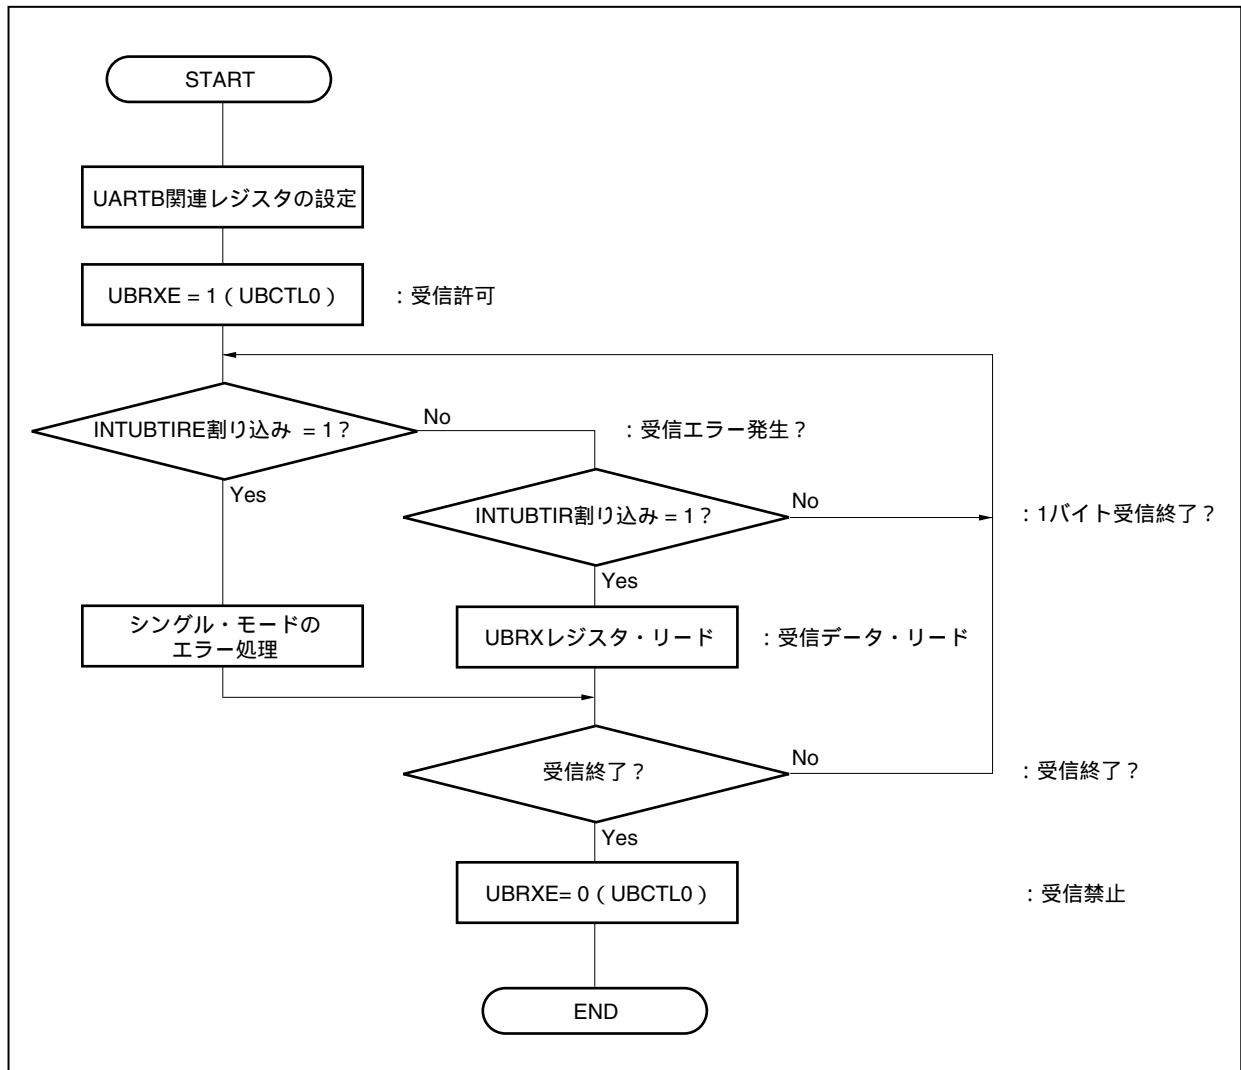 START
UARTB関連レジスタの設定
UBRXE = 1 ( UBCTL0 )
：受信許可
INTUBTIRE割り込み = 1？
No
：受信エラー発生？
Yes
INTUBTIR割り込み = 1？
No
：1バイト受信終了？
Yes
シングル・モードの
エラー処理
UBRXレジスタ・リード
：受信データ・リード
受信終了？
No
：受信終了？
Yes
UBRXE= 0 ( UBCTL0 )
：受信禁止
END